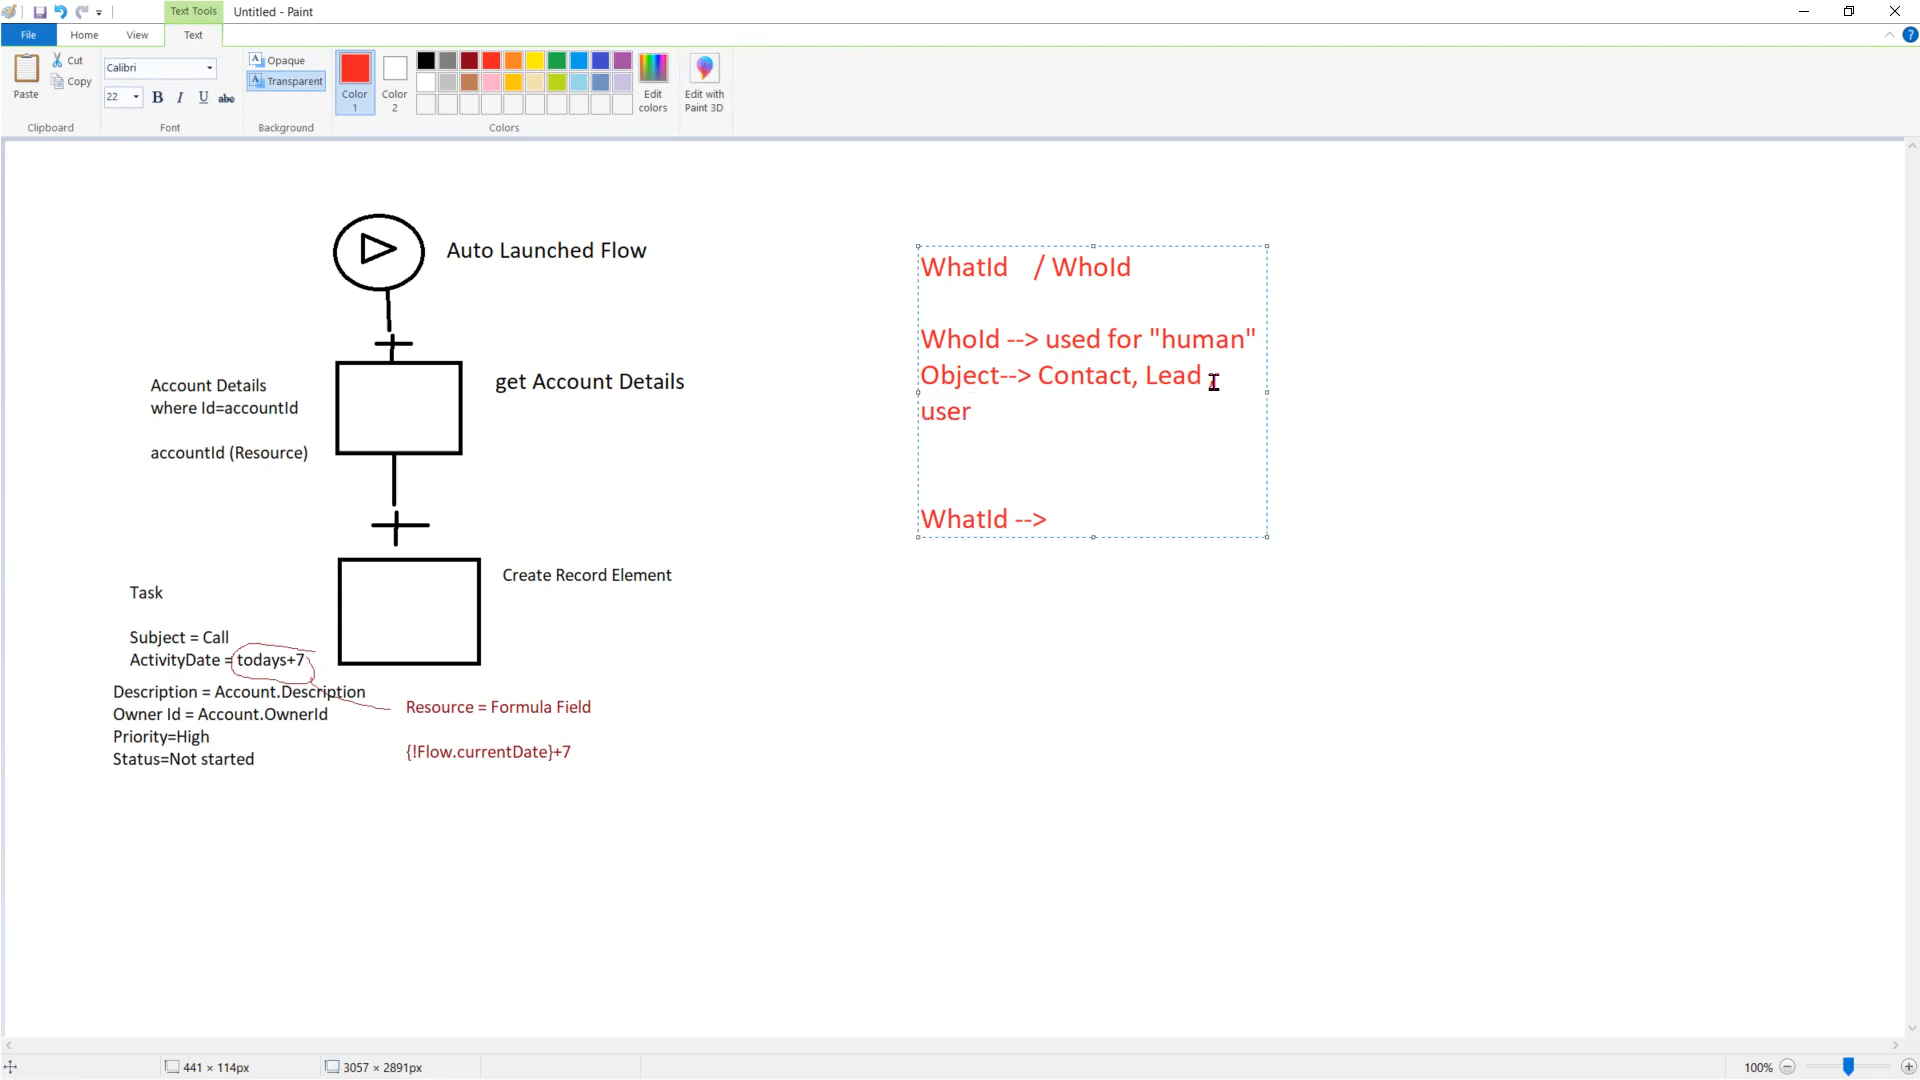 Text Tools
Untitled - Paint
File
Home
View
Text
Paste
Cut
Copy
Clipboard
Calibri
22
B I U abc
Font
A Opaque
A Transparent
Background
Color 1
Color 2
Colors
Edit colors
Edit with Paint 3D
?
Auto Launched Flow
get Account Details
Account Details
where Id=accountId
accountId (Resource)
Create Record Element
Task
Subject = Call
ActivityDate = todays+7
Description = Account.Description
Owner Id = Account.OwnerId
Priority=High
Status=Not started
Resource = Formula Field
{!Flow.currentDate}+7
WhatId / WhoId
WhoId --> used for "human"
Object--> Contact, Lead ,
user
WhatId -->
441 × 114px
3057 × 2891px
100%